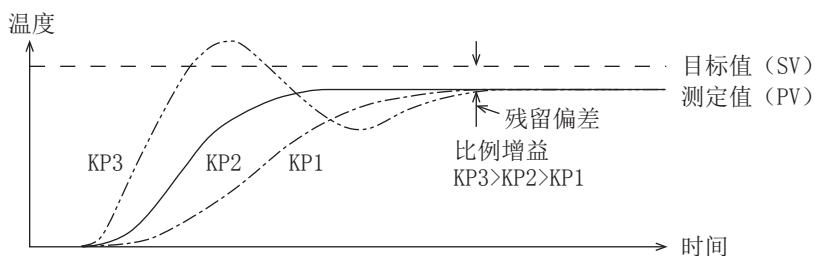 温度
目标值（SV）
测定值（PV）
残留偏差
比例增益
KP3>KP2>KP1
KP3
KP2
KP1
时间